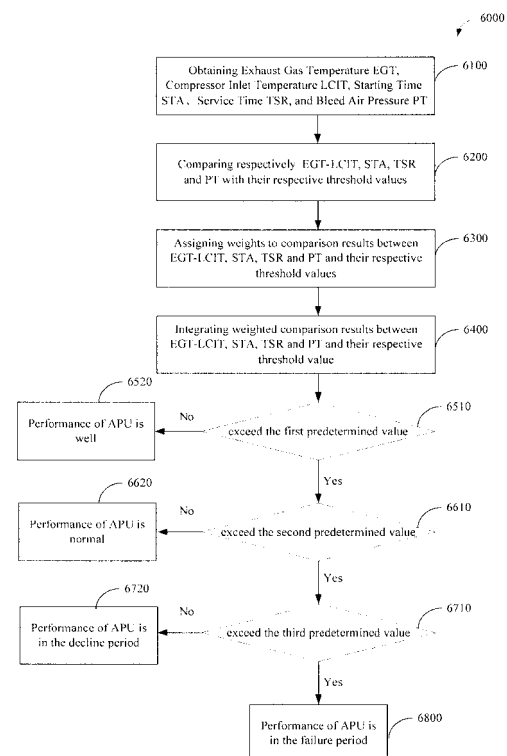 6000
Obtaining Exhaust Gas Temperature EGT,
Compressor Inlet Temperature LCIT, Starting Time
STA、Service Time TSR, and Bleed Air Pressure PT
6100
Comparing respectively EGT-LCIT, STA, TSR
and PT with their respective threshold values
6200
Assigning weights to comparison results between
EGT-LCIT, STA, TSR and PT and their respective
threshold values
6300
Integrating weighted comparison results between
EGT-LCIT, STA, TSR and PT and their respective
threshold value
6400
6520
Performance of APU is
well
No
exceed the first predetermined value
6510
Yes
6620
Performance of APU is
normal
No
exceed the second predetermined value
6610
Yes
6720
Performance of APU is
in the decline period
No
exceed the third predetermined value
6710
Yes
Performance of APU is
in the failure period
6800